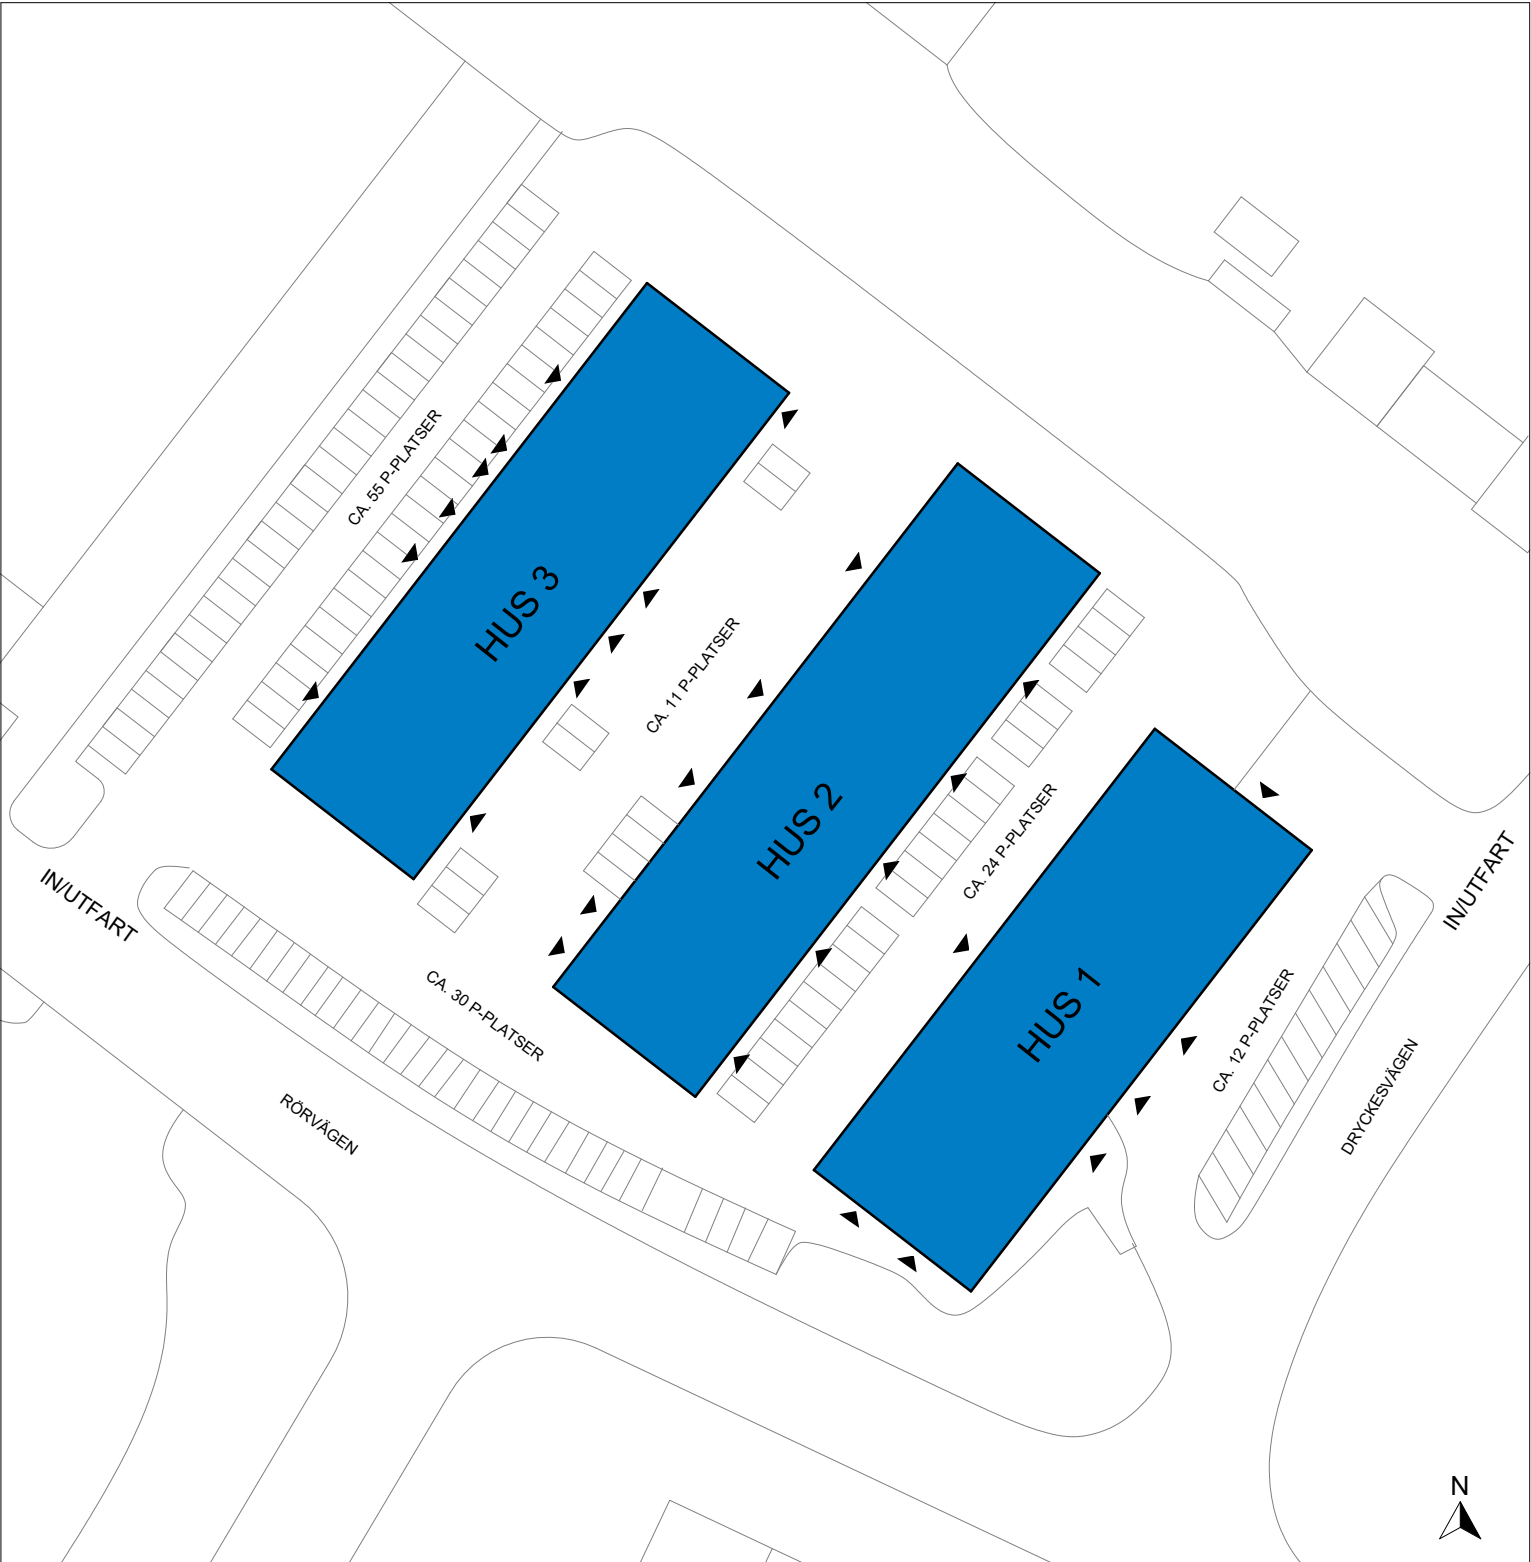 CA. 55 P-PLATSER
HUS 3
CA. 11 P-PLATSER
HUS 2
CA. 24 P-PLATSER
IN/UTFART
IN/UTFART
CA. 30 P-PLATSER
HUS 1
CA. 12 P-PLATSER
DRYCKESVÄGEN
RÖRVÄGEN
N